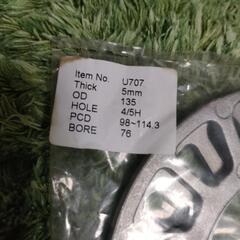 Item No. U707
Thick 5mm
OD 135
HOLE 4/5H
PCD 98~114.3
BORE 76